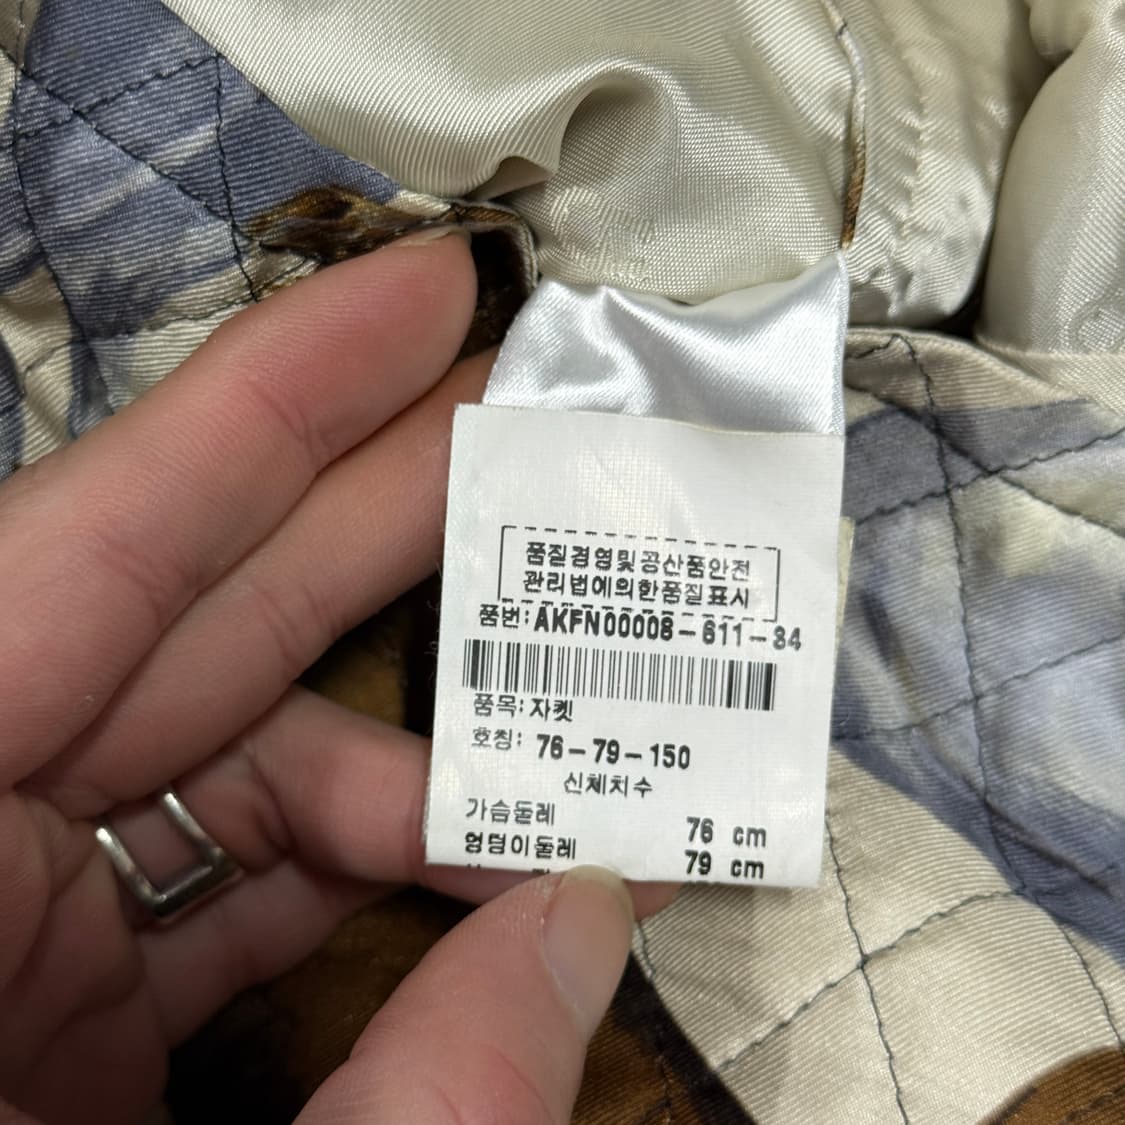 품질경영및공산품안전
관리법에의한품질표시
품번: AKFN00008-611-34
품목: 자켓
호칭: 76-79-150
신체치수
가슴둘레 76 cm
엉덩이둘레 79 cm